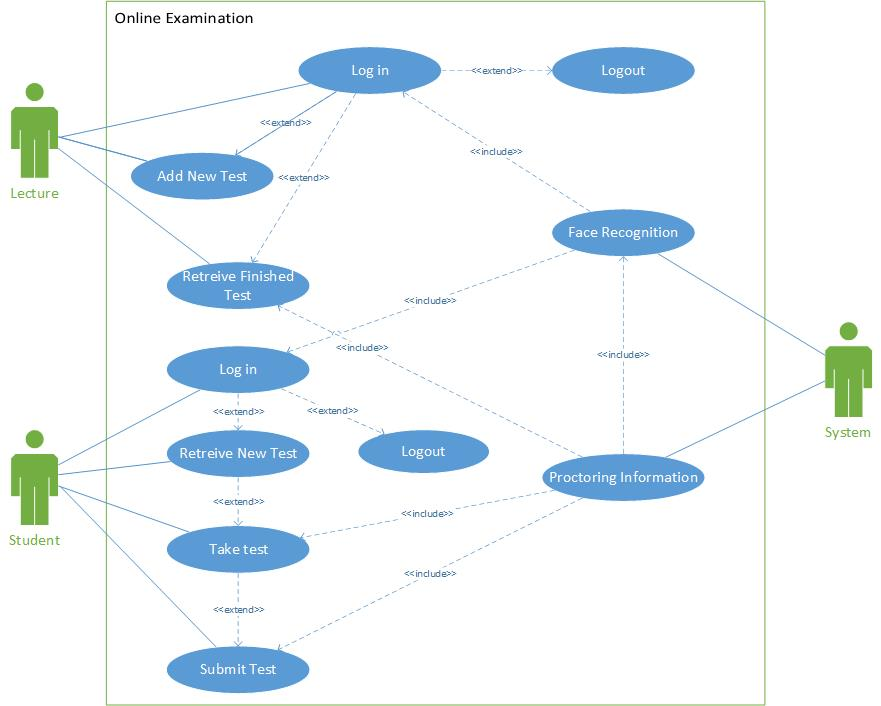 Online Examination
Log in
<<extend>>
Logout
<<extend>>
<<include>>
Add New Test
<<extend>>
Lecture
Face Recognition
Retreive Finished
Test
<<include>>
<<include>>
<<include>>
Log in
<<extend>>
<<extend>>
System
Retreive New Test
Logout
Proctoring Information
<<extend>>
<<include>>
Student
Take test
<<include>>
<<extend>>
Submit Test